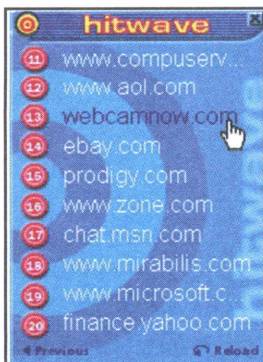 hitwave
11 www.compuserv...
12 www.aol.com
13 webcamnow.com
14 ebay.com
15 prodigy.com
16 www.zone.com
17 chat.msn.com
18 www.mirabilis.com
19 www.microsoft.c...
20 finance.yahoo.com
Previous Reload
hitwave